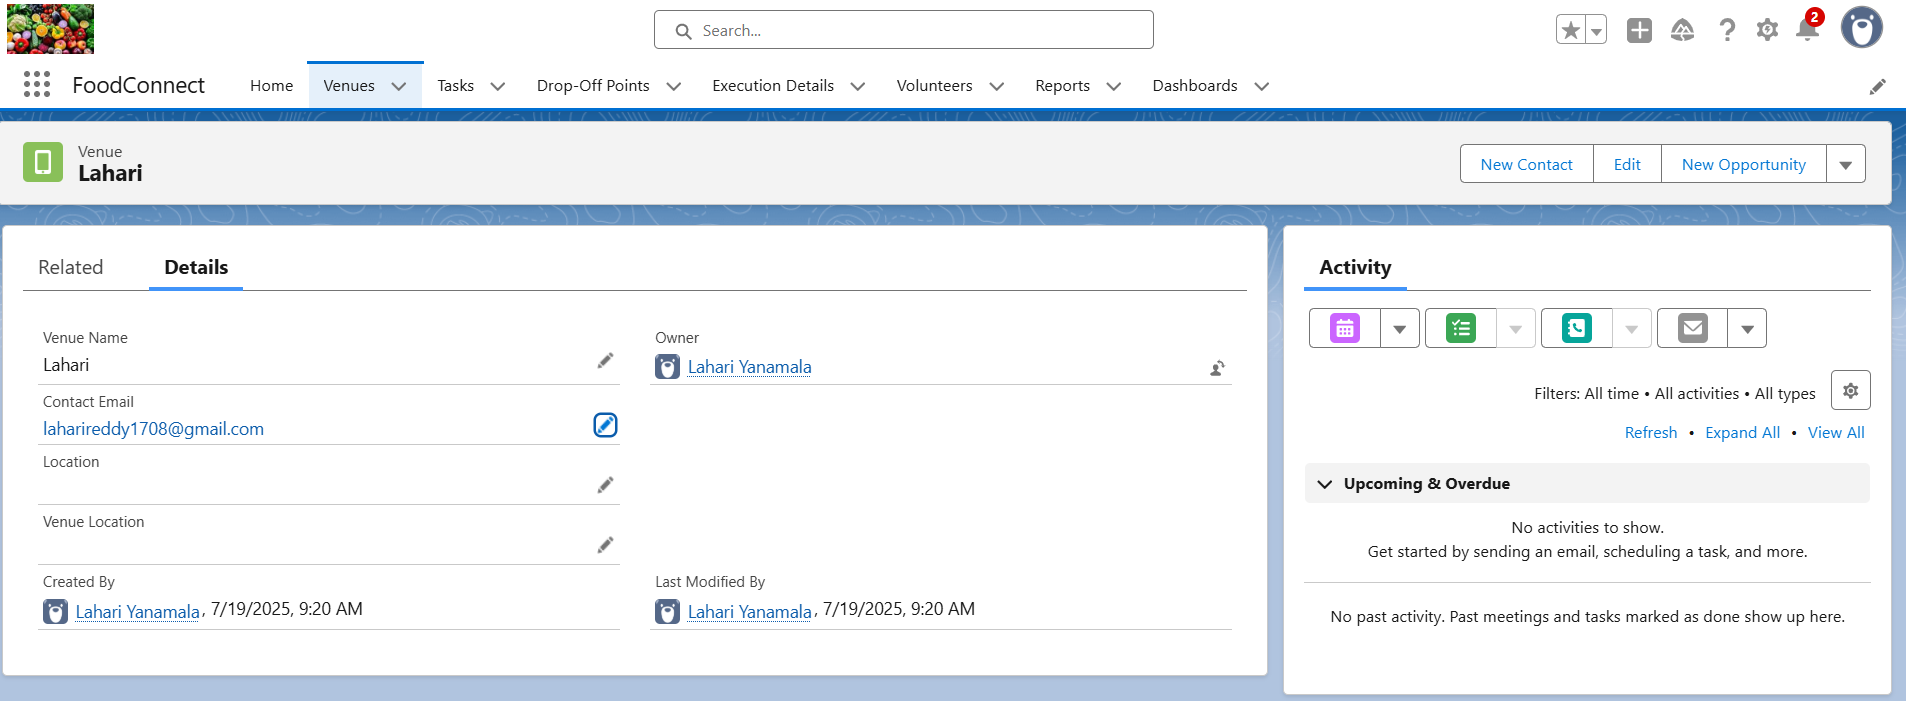 Search...
2
FoodConnect
Home
Venues
Tasks
Drop-Off Points
Execution Details
Volunteers
Reports
Dashboards
Venue
Lahari
New Contact
Edit
New Opportunity
Related
Details
Venue Name
Lahari
Owner
Lahari Yanamala
Contact Email
laharireddy1708@gmail.com
Location
Venue Location
Created By
Lahari Yanamala, 7/19/2025, 9:20 AM
Last Modified By
Lahari Yanamala, 7/19/2025, 9:20 AM
Activity
Filters: All time • All activities • All types
Refresh • Expand All • View All
Upcoming & Overdue
No activities to show.
Get started by sending an email, scheduling a task, and more.
No past activity. Past meetings and tasks marked as done show up here.